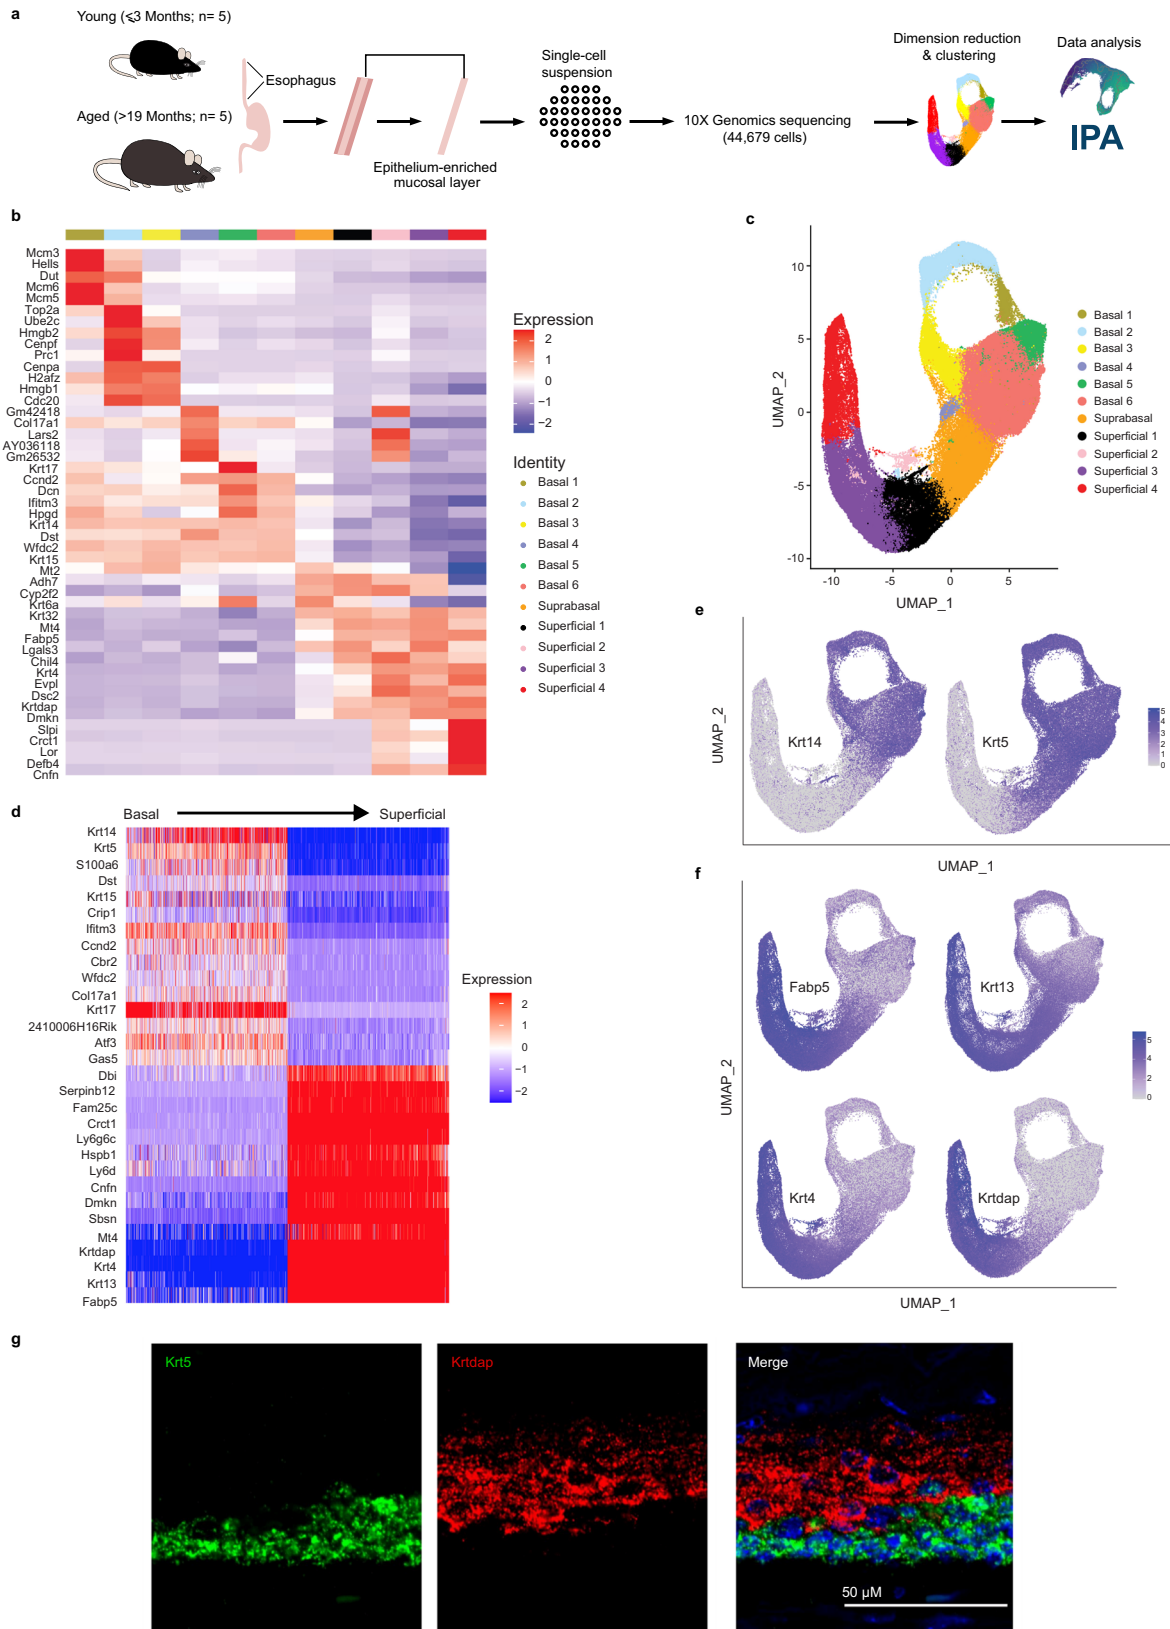 a
Young (⩽3 Months; n= 5)
Aged (>19 Months; n= 5)
Esophagus
Epithelium-enriched
mucosal layer
Single-cell
suspension
10X Genomics sequencing
(44,679 cells)
Dimension reduction
& clustering
Data analysis
IPA
b
Mcm3
Hells
Dut
Mcm6
Mcm5
Top2a
Ube2c
Hmgb2
Cenpf
Prc1
Cenpa
H2afz
Hmgb1
Cdc20
Gm42418
Col17a1
Lars2
AY036118
Gm26532
Krt17
Ccnd2
Dcn
Ifitm3
Hpgd
Krt14
Dst
Wfdc2
Krt15
Mt2
Adh7
Cyp2f2
Krt6a
Krt32
Mt4
Fabp5
Lgals3
Chil4
Krt4
Evpl
Dsc2
Krtdap
Dmkn
Slpi
Crct1
Lor
Defb4
Cnfn
Expression
2
1
0
−1
−2
Identity
Basal 1
Basal 2
Basal 3
Basal 4
Basal 5
Basal 6
Suprabasal
Superficial 1
Superficial 2
Superficial 3
Superficial 4
c
UMAP_2
10
5
0
-5
-10
-10
-5
0
5
UMAP_1
Basal 1
Basal 2
Basal 3
Basal 4
Basal 5
Basal 6
Suprabasal
Superficial 1
Superficial 2
Superficial 3
Superficial 4
d
Basal
Superficial
Krt14
Krt5
S100a6
Dst
Krt15
Crip1
Ifitm3
Ccnd2
Cbr2
Wfdc2
Col17a1
Krt17
2410006H16Rik
Atf3
Gas5
Dbi
Serpinb12
Fam25c
Crct1
Ly6g6c
Hspb1
Ly6d
Cnfn
Dmkn
Sbsn
Mt4
Krtdap
Krt4
Krt13
Fabp5
Expression
2
1
0
−1
−2
e
UMAP_2
Krt14
Krt5
5
4
3
2
1
0
UMAP_1
f
UMAP_2
Fabp5
Krt13
Krt4
Krtdap
5
4
2
0
UMAP_1
g
Krt5
Krtdap
Merge
50 µM